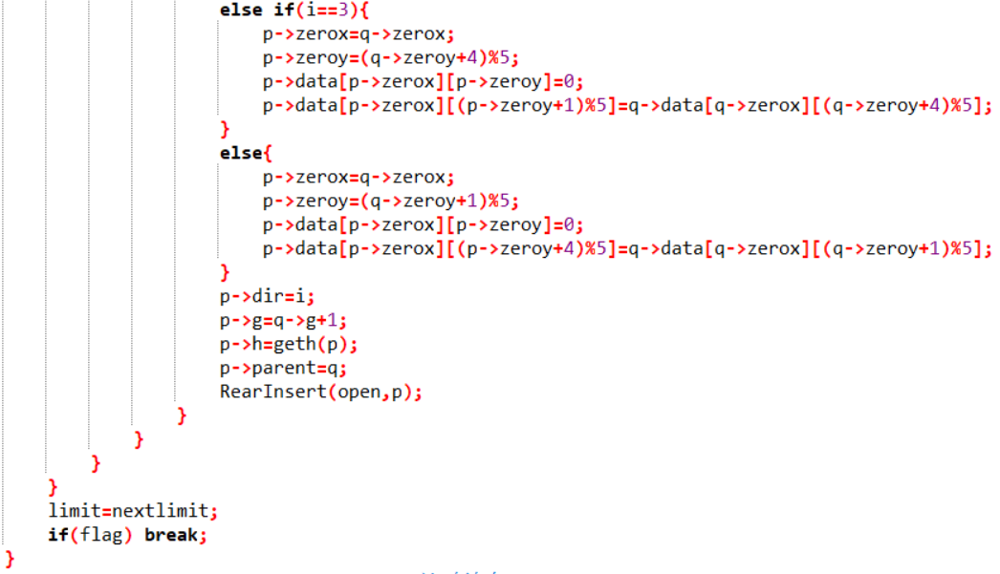 else if(i==3){
p->zerox=q->zerox;
p->zeroy=(q->zeroy+4)%5;
p->data[p->zerox][p->zeroy]=0;
p->data[p->zerox][(p->zeroy+1)%5]=q->data[q->zerox][(q->zeroy+4)%5];
}
else{
p->zerox=q->zerox;
p->zeroy=(q->zeroy+1)%5;
p->data[p->zerox][p->zeroy]=0;
p->data[p->zerox][(p->zeroy+4)%5]=q->data[q->zerox][(q->zeroy+1)%5];
}
p->dir=i;
p->g=q->g+1;
p->h=geth(p);
p->parent=q;
RearInsert(open,p);
}
}
}
}
limit=nextlimit;
if(flag) break;
}